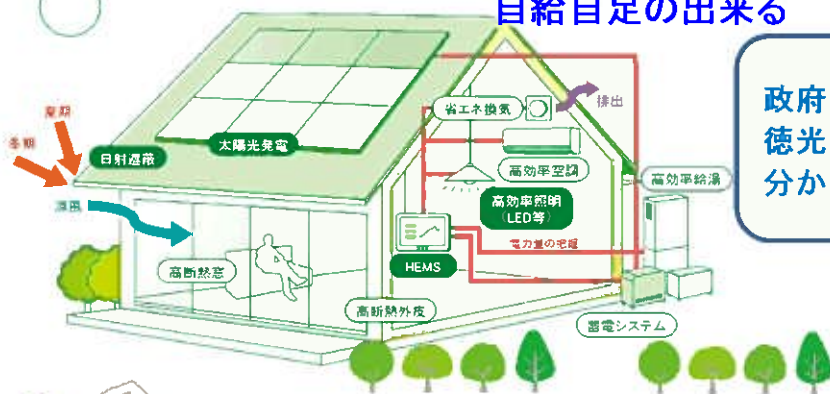 自給自足の出来る
政府
徳光
分か
省エネ換気
排出
夏期
冬期
太陽光発電
日射遮蔽
高効率空調
高効率給湯
高効率照明
(LED等)
涼風
電力量の把握
HEMS
高断熱窓
高断熱外皮
蓄電システム